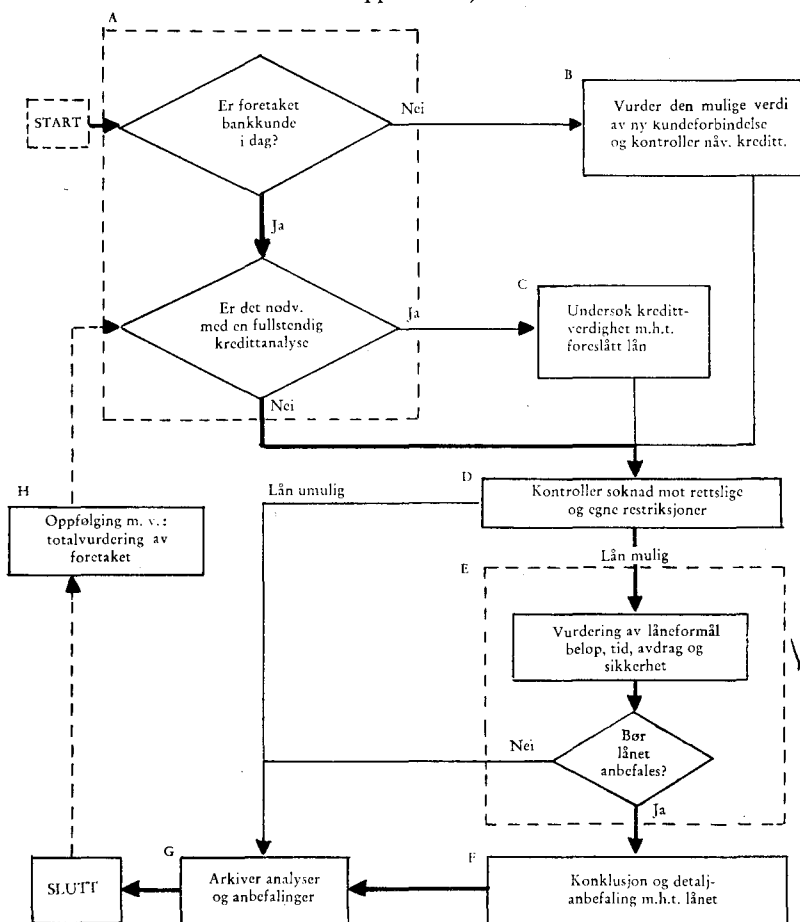 A
START
Er foretaket
bankkunde
i dag?
Nei
B
Vurder den mulige verdi
av ny kundeforbindelse
og kontroller nåv. kreditt.
Ja
Er det nødv.
med en fullstendig
kredittanalyse
Ja
C
Undersok kreditt-
verdighet m.h.t.
foreslått lån
Nei
D
Kontroller soknad mot rettslige
og egne restriksjoner
Lån umulig
H
Oppfølging m. v.:
totalvurdering av
foretaket
Lån mulig
E
Vurdering av låneformål
beløp, tid, avdrag og
sikkerhet
Bør
lånet
anbefales?
Nei
Ja
SLUTT
G
Arkiver analyser
og anbefalinger
F
Konklusjon og detalj-
anbefaling m.h.t. lånet